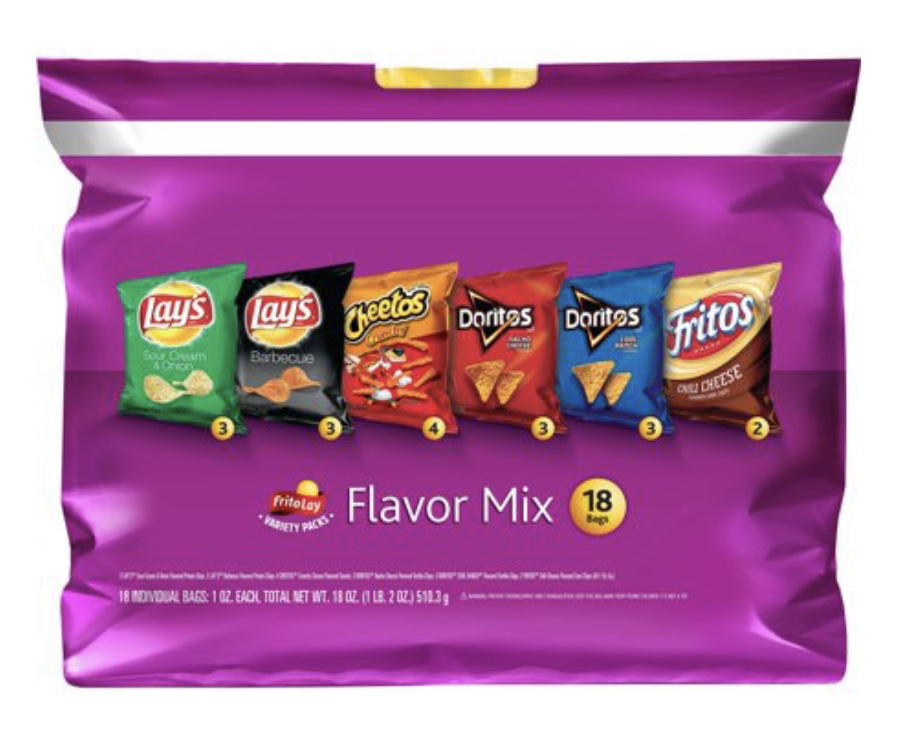 Lay's
Sour Cream
& Onion
3
Lay's
Barbecue
3
Cheetos
Crunchy
4
Doritos
NACHO
CHEESE
3
Doritos
COOL
RANCH
3
Fritos
CHILI CHEESE
2
FritoLay
• VARIETY PACKS •
Flavor Mix
18
Bags
18 INDIVIDUAL BAGS: 1 OZ. EACH, TOTAL NET WT. 18 OZ. (1 LB. 2 OZ.) 510.3 g